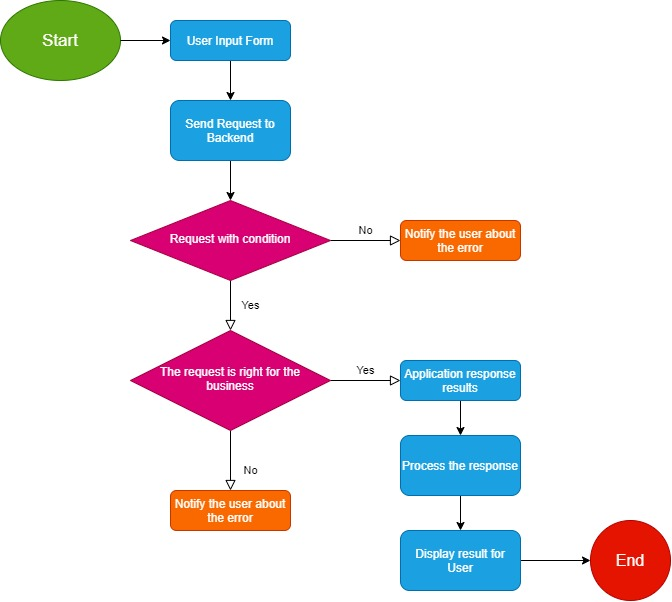 Start
User Input Form
Send Request to
Backend
Request with condition
No
Notify the user about
the error
Yes
The request is right for the
business
Yes
Application response
results
Process the response
No
Notify the user about
the error
Display result for
User
End